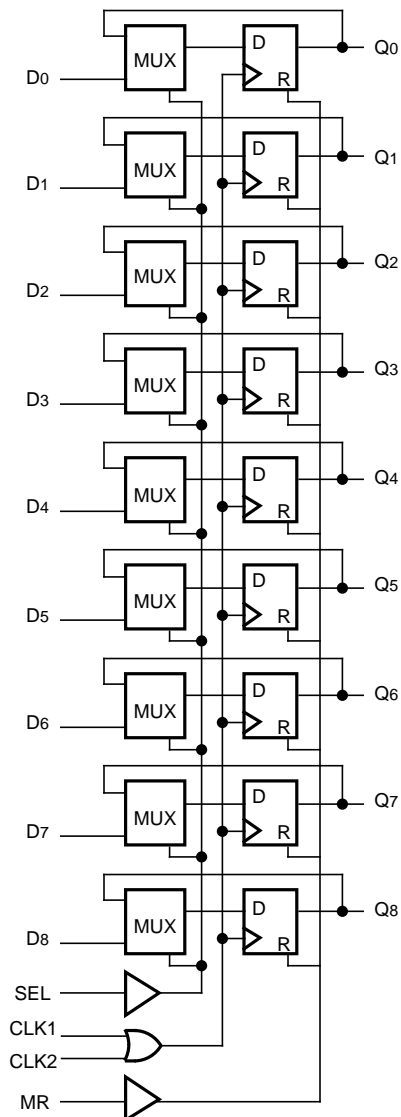 D
Q0
MUX
D0
R
D
Q1
MUX
D1
R
D
Q2
MUX
D2
R
D
Q3
MUX
D3
R
D
Q4
MUX
D4
R
D
Q5
MUX
D5
R
D
Q6
MUX
D6
R
D
Q7
MUX
D7
R
D
Q8
MUX
D8
R
SEL
CLK1
CLK2
MR